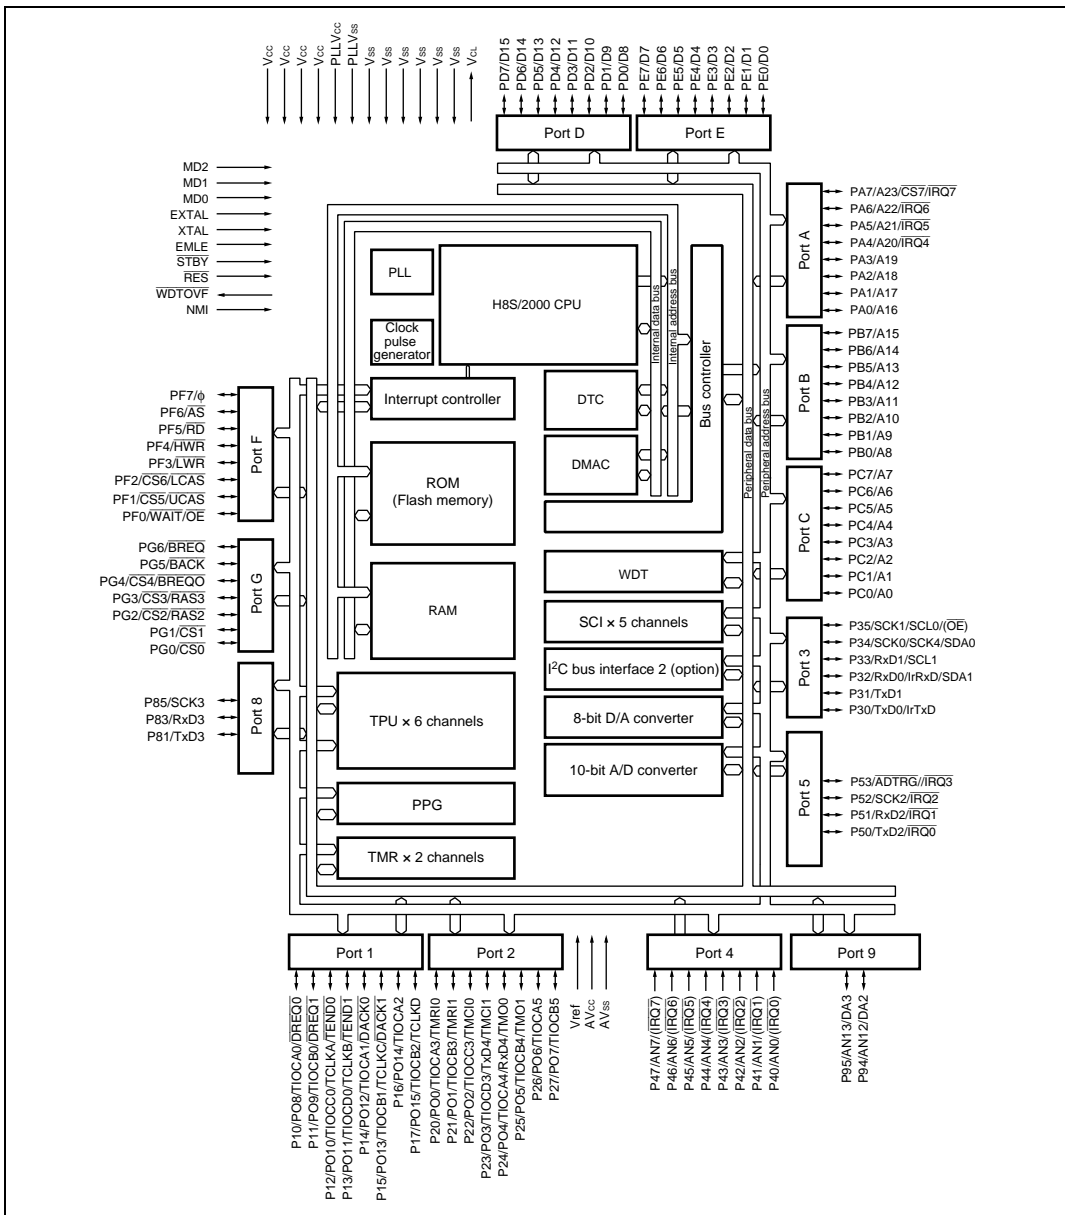 Vcc
Vcc
Vcc
Vcc
PLLVcc
PLLVss
Vss
Vss
Vss
Vss
Vss
Vss
VCL
PD7/D15
PD6/D14
PD5/D13
PD4/D12
PD3/D11
PD2/D10
PD1/D9
PD0/D8
PE7/D7
PE6/D6
PE5/D5
PE4/D4
PE3/D3
PE2/D2
PE1/D1
PE0/D0
Port D
Port E
MD2
MD1
MD0
EXTAL
XTAL
EMLE
STBY
RES
WDTOVF
NMI
PLL
H8S/2000 CPU
Clock
pulse
generator
Interrupt controller
DTC
DMAC
ROM
(Flash memory)
RAM
Internal data bus
Internal address bus
Bus controller
Peripheral data bus
Peripheral address bus
Port A
PA7/A23/CS7/IRQ7
PA6/A22/IRQ6
PA5/A21/IRQ5
PA4/A20/IRQ4
PA3/A19
PA2/A18
PA1/A17
PA0/A16
Port B
PB7/A15
PB6/A14
PB5/A13
PB4/A12
PB3/A11
PB2/A10
PB1/A9
PB0/A8
Port C
PC7/A7
PC6/A6
PC5/A5
PC4/A4
PC3/A3
PC2/A2
PC1/A1
PC0/A0
PF7/ϕ
PF6/AS
PF5/RD
PF4/HWR
PF3/LWR
PF2/CS6/LCAS
PF1/CS5/UCAS
PF0/WAIT/OE
Port F
PG6/BREQ
PG5/BACK
PG4/CS4/BREQO
PG3/CS3/RAS3
PG2/CS2/RAS2
PG1/CS1
PG0/CS0
Port G
P85/SCK3
P83/RxD3
P81/TxD3
Port 8
WDT
SCI × 5 channels
I2C bus interface 2 (option)
8-bit D/A converter
10-bit A/D converter
TPU × 6 channels
PPG
TMR × 2 channels
Port 3
P35/SCK1/SCL0/(OE)
P34/SCK0/SCK4/SDA0
P33/RxD1/SCL1
P32/RxD0/IrRxD/SDA1
P31/TxD1
P30/TxD0/IrTxD
Port 5
P53/ADTRG//IRQ3
P52/SCK2/IRQ2
P51/RxD2/IRQ1
P50/TxD2/IRQ0
Port 1
Port 2
Port 4
Port 9
P10/PO8/TIOCA0/DREQ0
P11/PO9/TIOCB0/DREQ1
P12/PO10/TIOCC0/TCLKA/TEND0
P13/PO11/TIOCD0/TCLKB/TEND1
P14/PO12/TIOCA1/DACK0
P15/PO13/TIOCB1/TCLKC/DACK1
P16/PO14/TIOCA2
P17/PO15/TIOCB2/TCLKD
P20/PO0/TIOCA3/TMRI0
P21/PO1/TIOCB3/TMRI1
P22/PO2/TIOCC3/TMCI0
P23/PO3/TIOCD3/TxD4/TMCI1
P24/PO4/TIOCA4/RxD4/TMO0
P25/PO5/TIOCB4/TMO1
P26/PO6/TIOCA5
P27/PO7/TIOCB5
Vref
AVcc
AVss
P47/AN7/(IRQ7)
P46/AN6/(IRQ6)
P45/AN5/(IRQ5)
P44/AN4/(IRQ4)
P43/AN3/(IRQ3)
P42/AN2/(IRQ2)
P41/AN1/(IRQ1)
P40/AN0/(IRQ0)
P95/AN13/DA3
P94/AN12/DA2